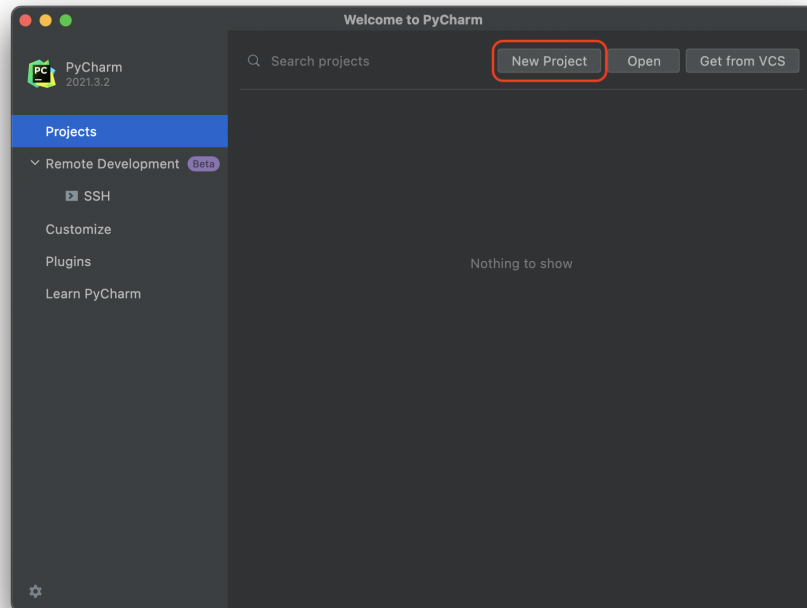 Welcome to PyCharm
PC
PyCharm
2021.3.2
Search projects
New Project
Open
Get from VCS
Projects
Remote Development Beta
SSH
Customize
Plugins
Learn PyCharm
Nothing to show